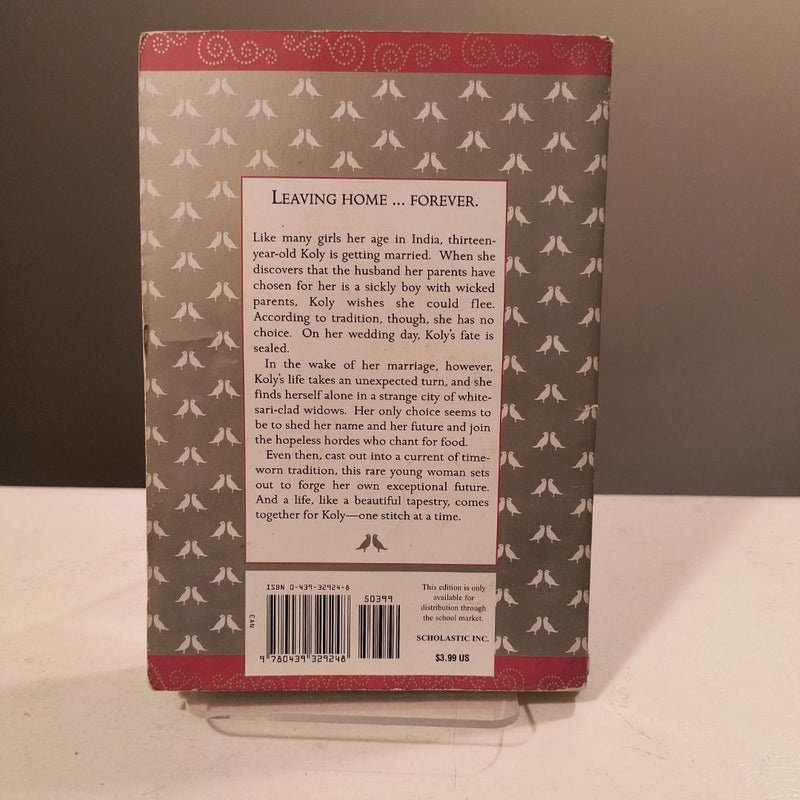 LEAVING HOME ... FOREVER.
Like many girls her age in India, thirteen-
year-old Koly is getting married. When she
discovers that the husband her parents have
chosen for her is a sickly boy with wicked
parents, Koly wishes she could flee.
According to tradition, though, she has no
choice. On her wedding day, Koly's fate is
sealed.
In the wake of her marriage, however,
Koly's life takes an unexpected turn, and she
finds herself alone in a strange city of white-
sari-clad widows. Her only choice seems to
be to shed her name and her future and join
the hopeless hordes who chant for food.
Even then, cast out into a current of time-
worn tradition, this rare young woman sets
out to forge her own exceptional future.
And a life, like a beautiful tapestry, comes
together for Koly—one stitch at a time.
ISBN 0-439-32924-8
50399
EAN
9 780439 329248
This edition is only
available for
distribution through
the school market.
SCHOLASTIC INC.
$3.99 US